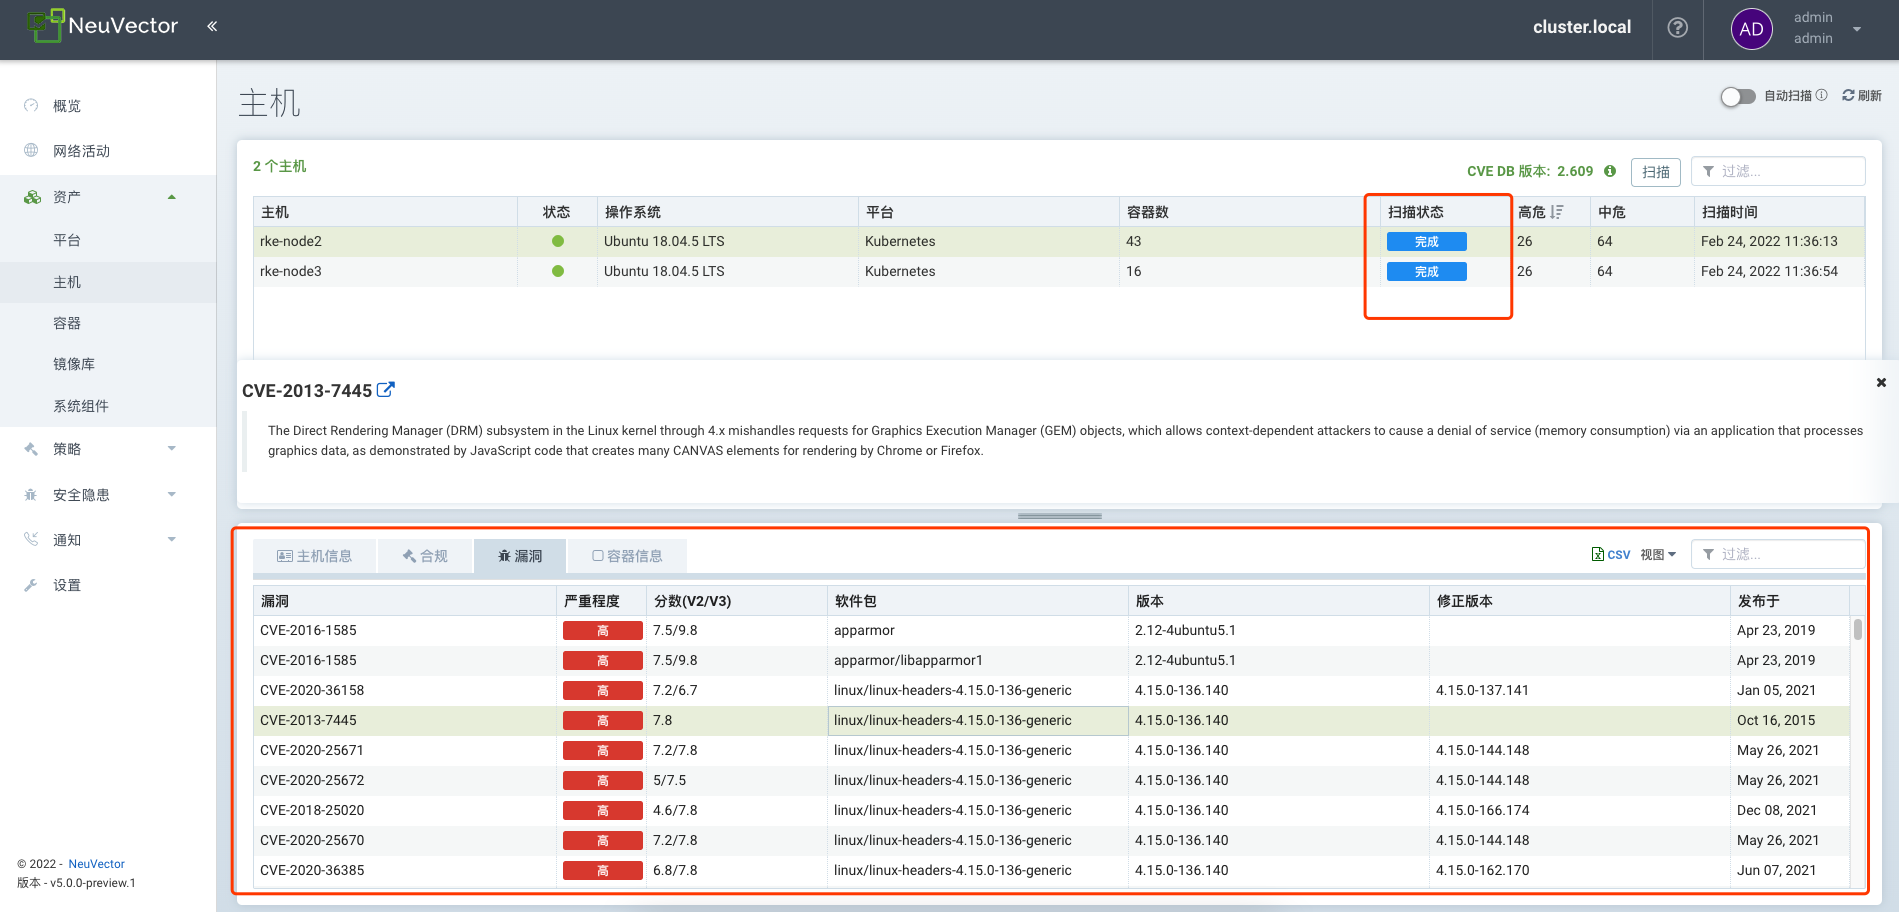 NeuVector «
cluster.local
?
AD
admin
admin
概览
网络活动
资产
平台
主机
容器
镜像库
系统组件
策略
安全隐患
通知
设置
© 2022 - NeuVector
版本 - v5.0.0-preview.1
主机
自动扫描 刷新
2 个主机
CVE DB 版本: 2.609 扫描 过滤...
主机 状态 操作系统 平台 容器数 扫描状态 高危 中危 扫描时间
rke-node2 Ubuntu 18.04.5 LTS Kubernetes 43 完成 26 64 Feb 24, 2022 11:36:13
rke-node3 Ubuntu 18.04.5 LTS Kubernetes 16 完成 26 64 Feb 24, 2022 11:36:54
CVE-2013-7445
The Direct Rendering Manager (DRM) subsystem in the Linux kernel through 4.x mishandles requests for Graphics Execution Manager (GEM) objects, which allows context-dependent attackers to cause a denial of service (memory consumption) via an application that processes
graphics data, as demonstrated by JavaScript code that creates many CANVAS elements for rendering by Chrome or Firefox.
主机信息 合规 漏洞 容器信息 CSV 视图 过滤...
漏洞 严重程度 分数(V2/V3) 软件包 版本 修正版本 发布于
CVE-2016-1585 高 7.5/9.8 apparmor 2.12-4ubuntu5.1 Apr 23, 2019
CVE-2016-1585 高 7.5/9.8 apparmor/libapparmor1 2.12-4ubuntu5.1 Apr 23, 2019
CVE-2020-36158 高 7.2/6.7 linux/linux-headers-4.15.0-136-generic 4.15.0-136.140 4.15.0-137.141 Jan 05, 2021
CVE-2013-7445 高 7.8 linux/linux-headers-4.15.0-136-generic 4.15.0-136.140 Oct 16, 2015
CVE-2020-25671 高 7.2/7.8 linux/linux-headers-4.15.0-136-generic 4.15.0-136.140 4.15.0-144.148 May 26, 2021
CVE-2020-25672 高 5/7.5 linux/linux-headers-4.15.0-136-generic 4.15.0-136.140 4.15.0-144.148 May 26, 2021
CVE-2018-25020 高 4.6/7.8 linux/linux-headers-4.15.0-136-generic 4.15.0-136.140 4.15.0-166.174 Dec 08, 2021
CVE-2020-25670 高 7.2/7.8 linux/linux-headers-4.15.0-136-generic 4.15.0-136.140 4.15.0-144.148 May 26, 2021
CVE-2020-36385 高 6.8/7.8 linux/linux-headers-4.15.0-136-generic 4.15.0-136.140 4.15.0-162.170 Jun 07, 2021